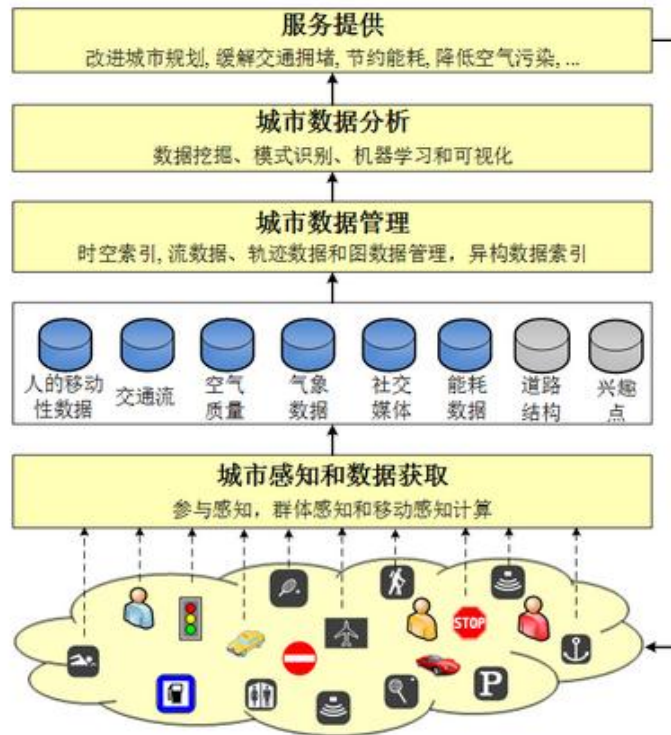 服务提供
改进城市规划, 缓解交通拥堵, 节约能耗, 降低空气污染, ...
城市数据分析
数据挖掘、模式识别、机器学习和可视化
城市数据管理
时空索引, 流数据、轨迹数据和图数据管理，异构数据索引
人的移动
性数据
交通流
空气
质量
气象
数据
社交
媒体
能耗
数据
道路
结构
兴趣
点
城市感知和数据获取
参与感知，群体感知和移动感知计算
STOP
P